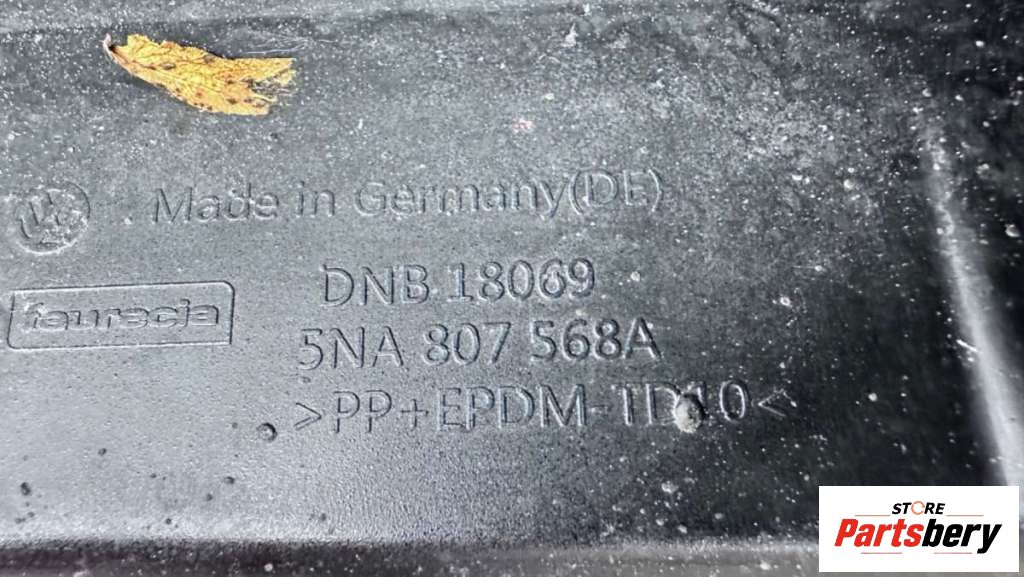 Made in Germany(DE)
DNB 18069
faurecia
5NA 807 568A
>PP+EPDM-TD10<
STORE
Partsbery